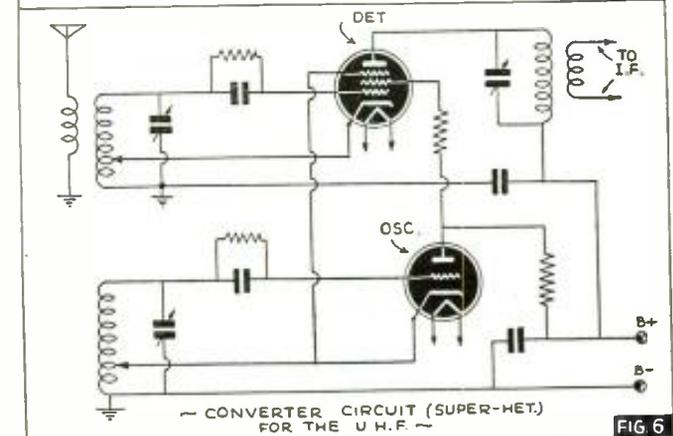 DET
TO
I.F.
OSC.
B+
B-
~ CONVERTER CIRCUIT (SUPER-HET.)
FOR THE U H.F. ~
FIG. 6